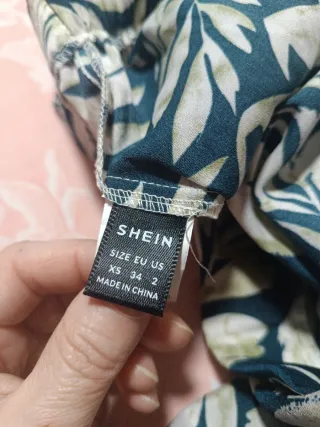 SHEIN
SIZE EU US
XS 34 2
MADE IN CHINA